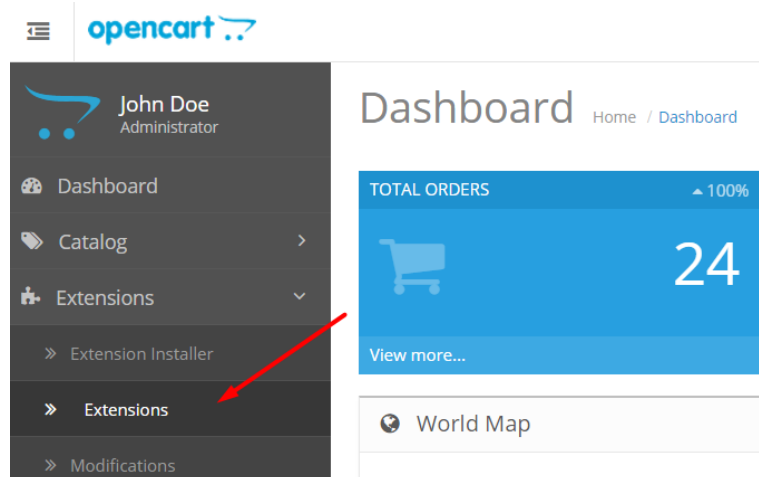 opencart
John Doe
Administrator
Dashboard
Catalog
Extensions
Extension Installer
Extensions
Modifications
Dashboard
Home / Dashboard
TOTAL ORDERS
100%
24
View more...
World Map